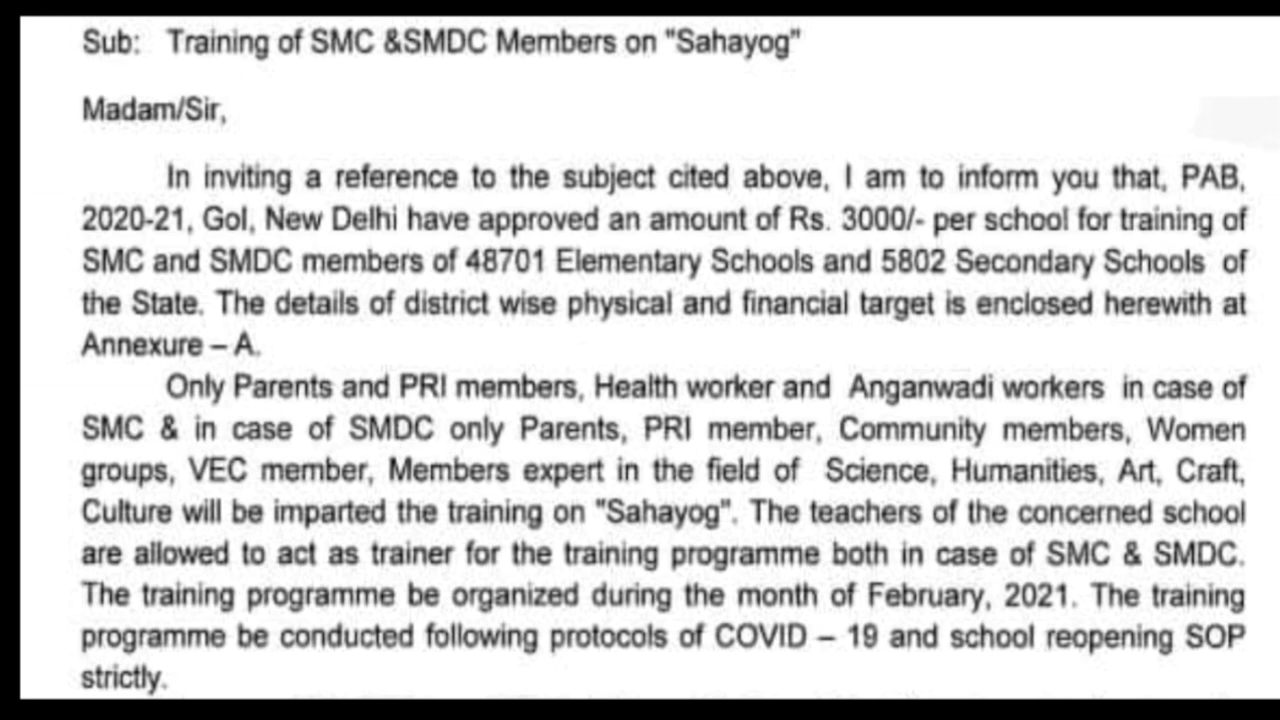 Sub: Training of SMC &SMDC Members on "Sahayog"
Madam/Sir,
In inviting a reference to the subject cited above, I am to inform you that, PAB,
2020-21, GoI, New Delhi have approved an amount of Rs. 3000/- per school for training of
SMC and SMDC members of 48701 Elementary Schools and 5802 Secondary Schools of
the State. The details of district wise physical and financial target is enclosed herewith at
Annexure – A.
Only Parents and PRI members, Health worker and Anganwadi workers in case of
SMC & in case of SMDC only Parents, PRI member, Community members, Women
groups, VEC member, Members expert in the field of Science, Humanities, Art, Craft,
Culture will be imparted the training on "Sahayog". The teachers of the concerned school
are allowed to act as trainer for the training programme both in case of SMC & SMDC.
The training programme be organized during the month of February, 2021. The training
programme be conducted following protocols of COVID – 19 and school reopening SOP
strictly.